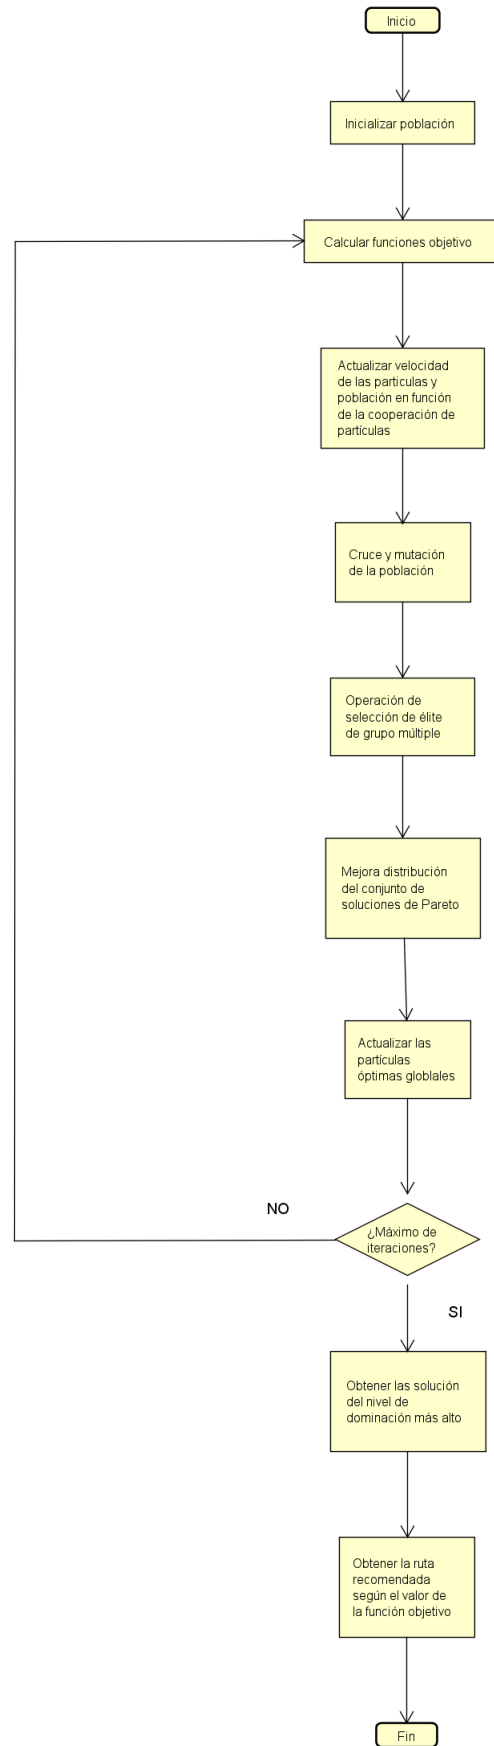 Inicio
Inicializar población
Calcular funciones objetivo
Actualizar velocidad
de las particulas y
población en función
de la cooperación de
partículas
Cruce y mutación
de la población
Operación de
selección de élite
de grupo múltiple
Mejora distribución
del conjunto de
soluciones de Pareto
Actualizar las
partículas
óptimas globlales
NO
¿Máximo de
iteraciones?
SI
Obtener las solución
del nivel de
dominación más alto
Obtener la ruta
recomendada
según el valor de
la función objetivo
Fin